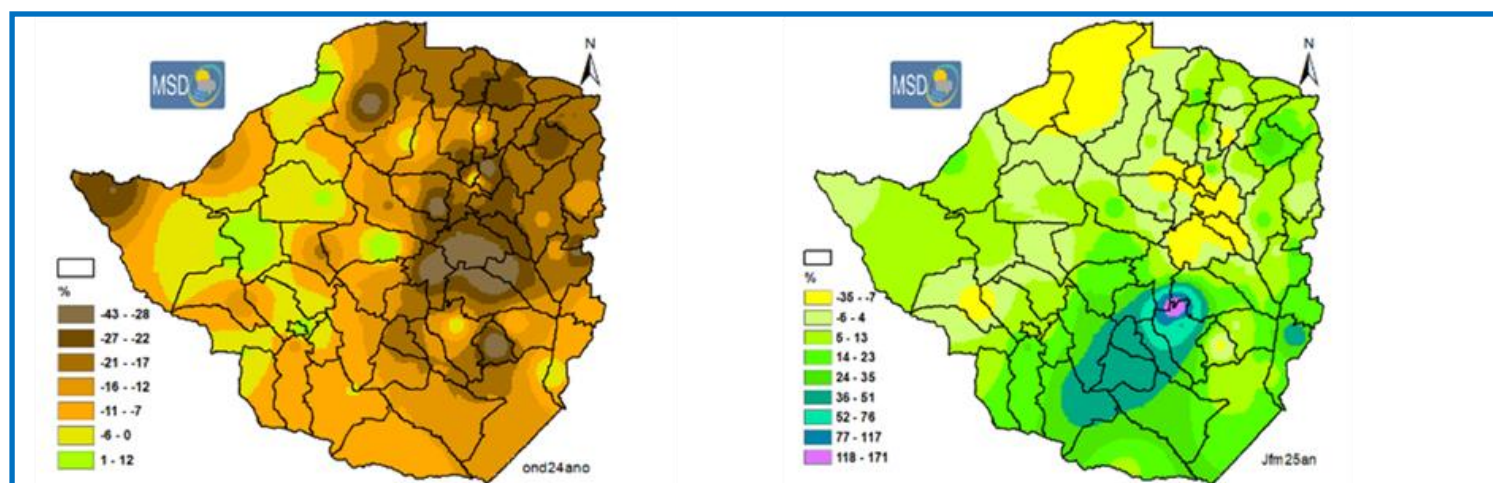 N
MSD
%
-43 - -28
-27 - -22
-21 - -17
-16 - -12
-11 - -7
-6 - 0
1 - 12
ond24ano
N
MSD
%
-35 - -7
-6 - 4
5 - 13
14 - 23
24 - 35
36 - 51
52 - 76
77 - 117
118 - 171
Jfm25an